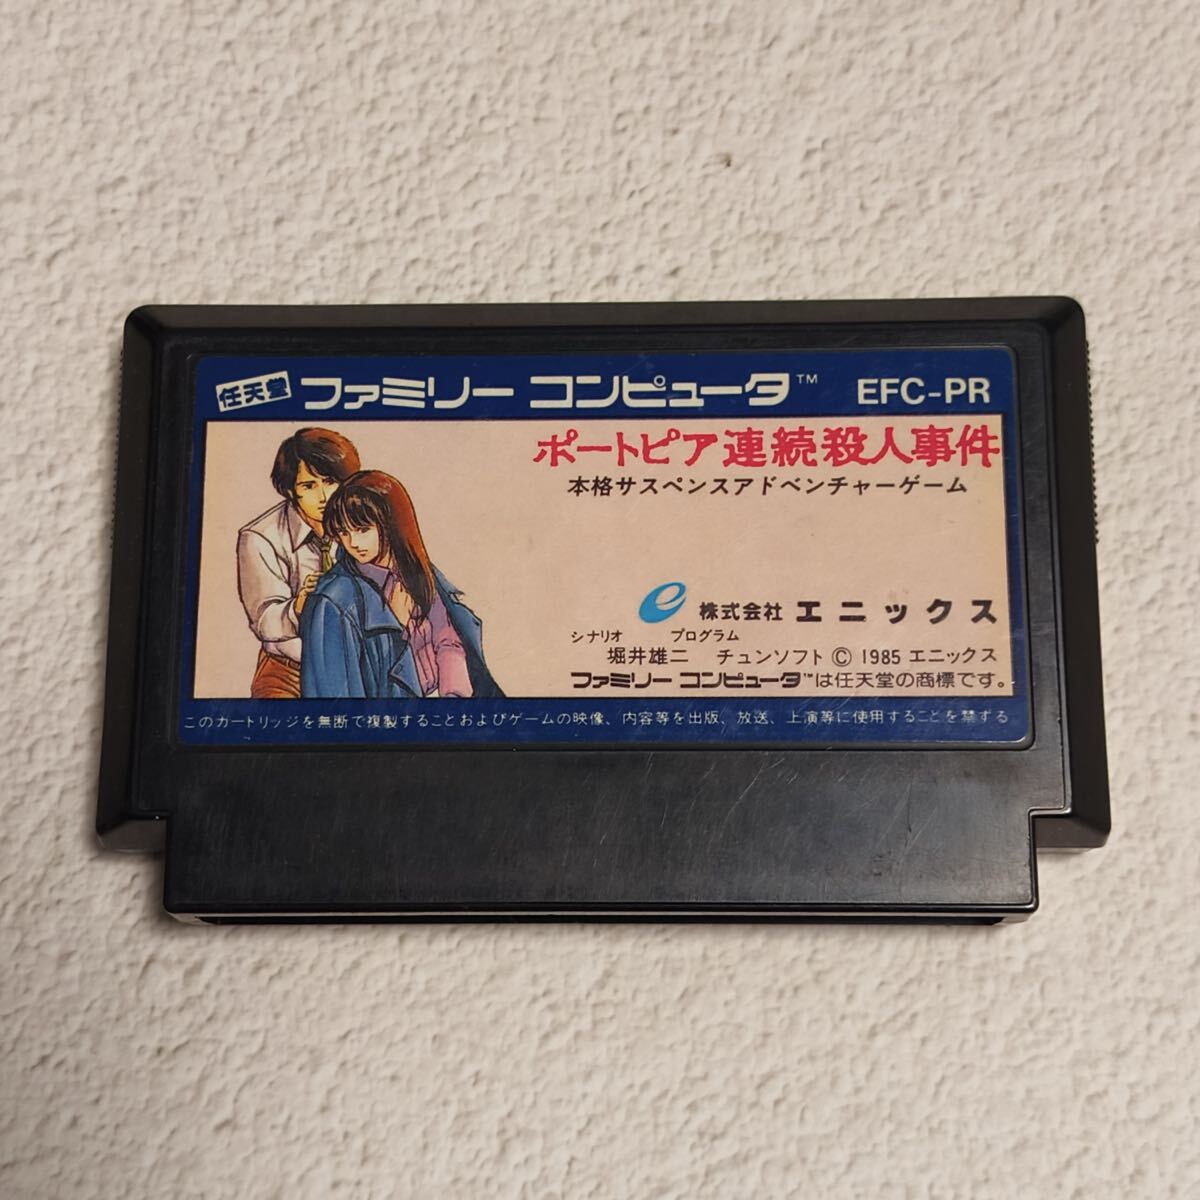 任天堂 ファミリー コンピュータ™ EFC-PR
ポートピア連続殺人事件
本格サスペンスアドベンチャーゲーム
e 株式会社 エニックス
シナリオ プログラム
堀井雄二 チュンソフト © 1985 エニックス
ファミリー コンピュータ™は任天堂の商標です。
このカートリッジを無断で複製することおよびゲームの映像、内容等を出版、放送、上演等に使用することを禁ずる